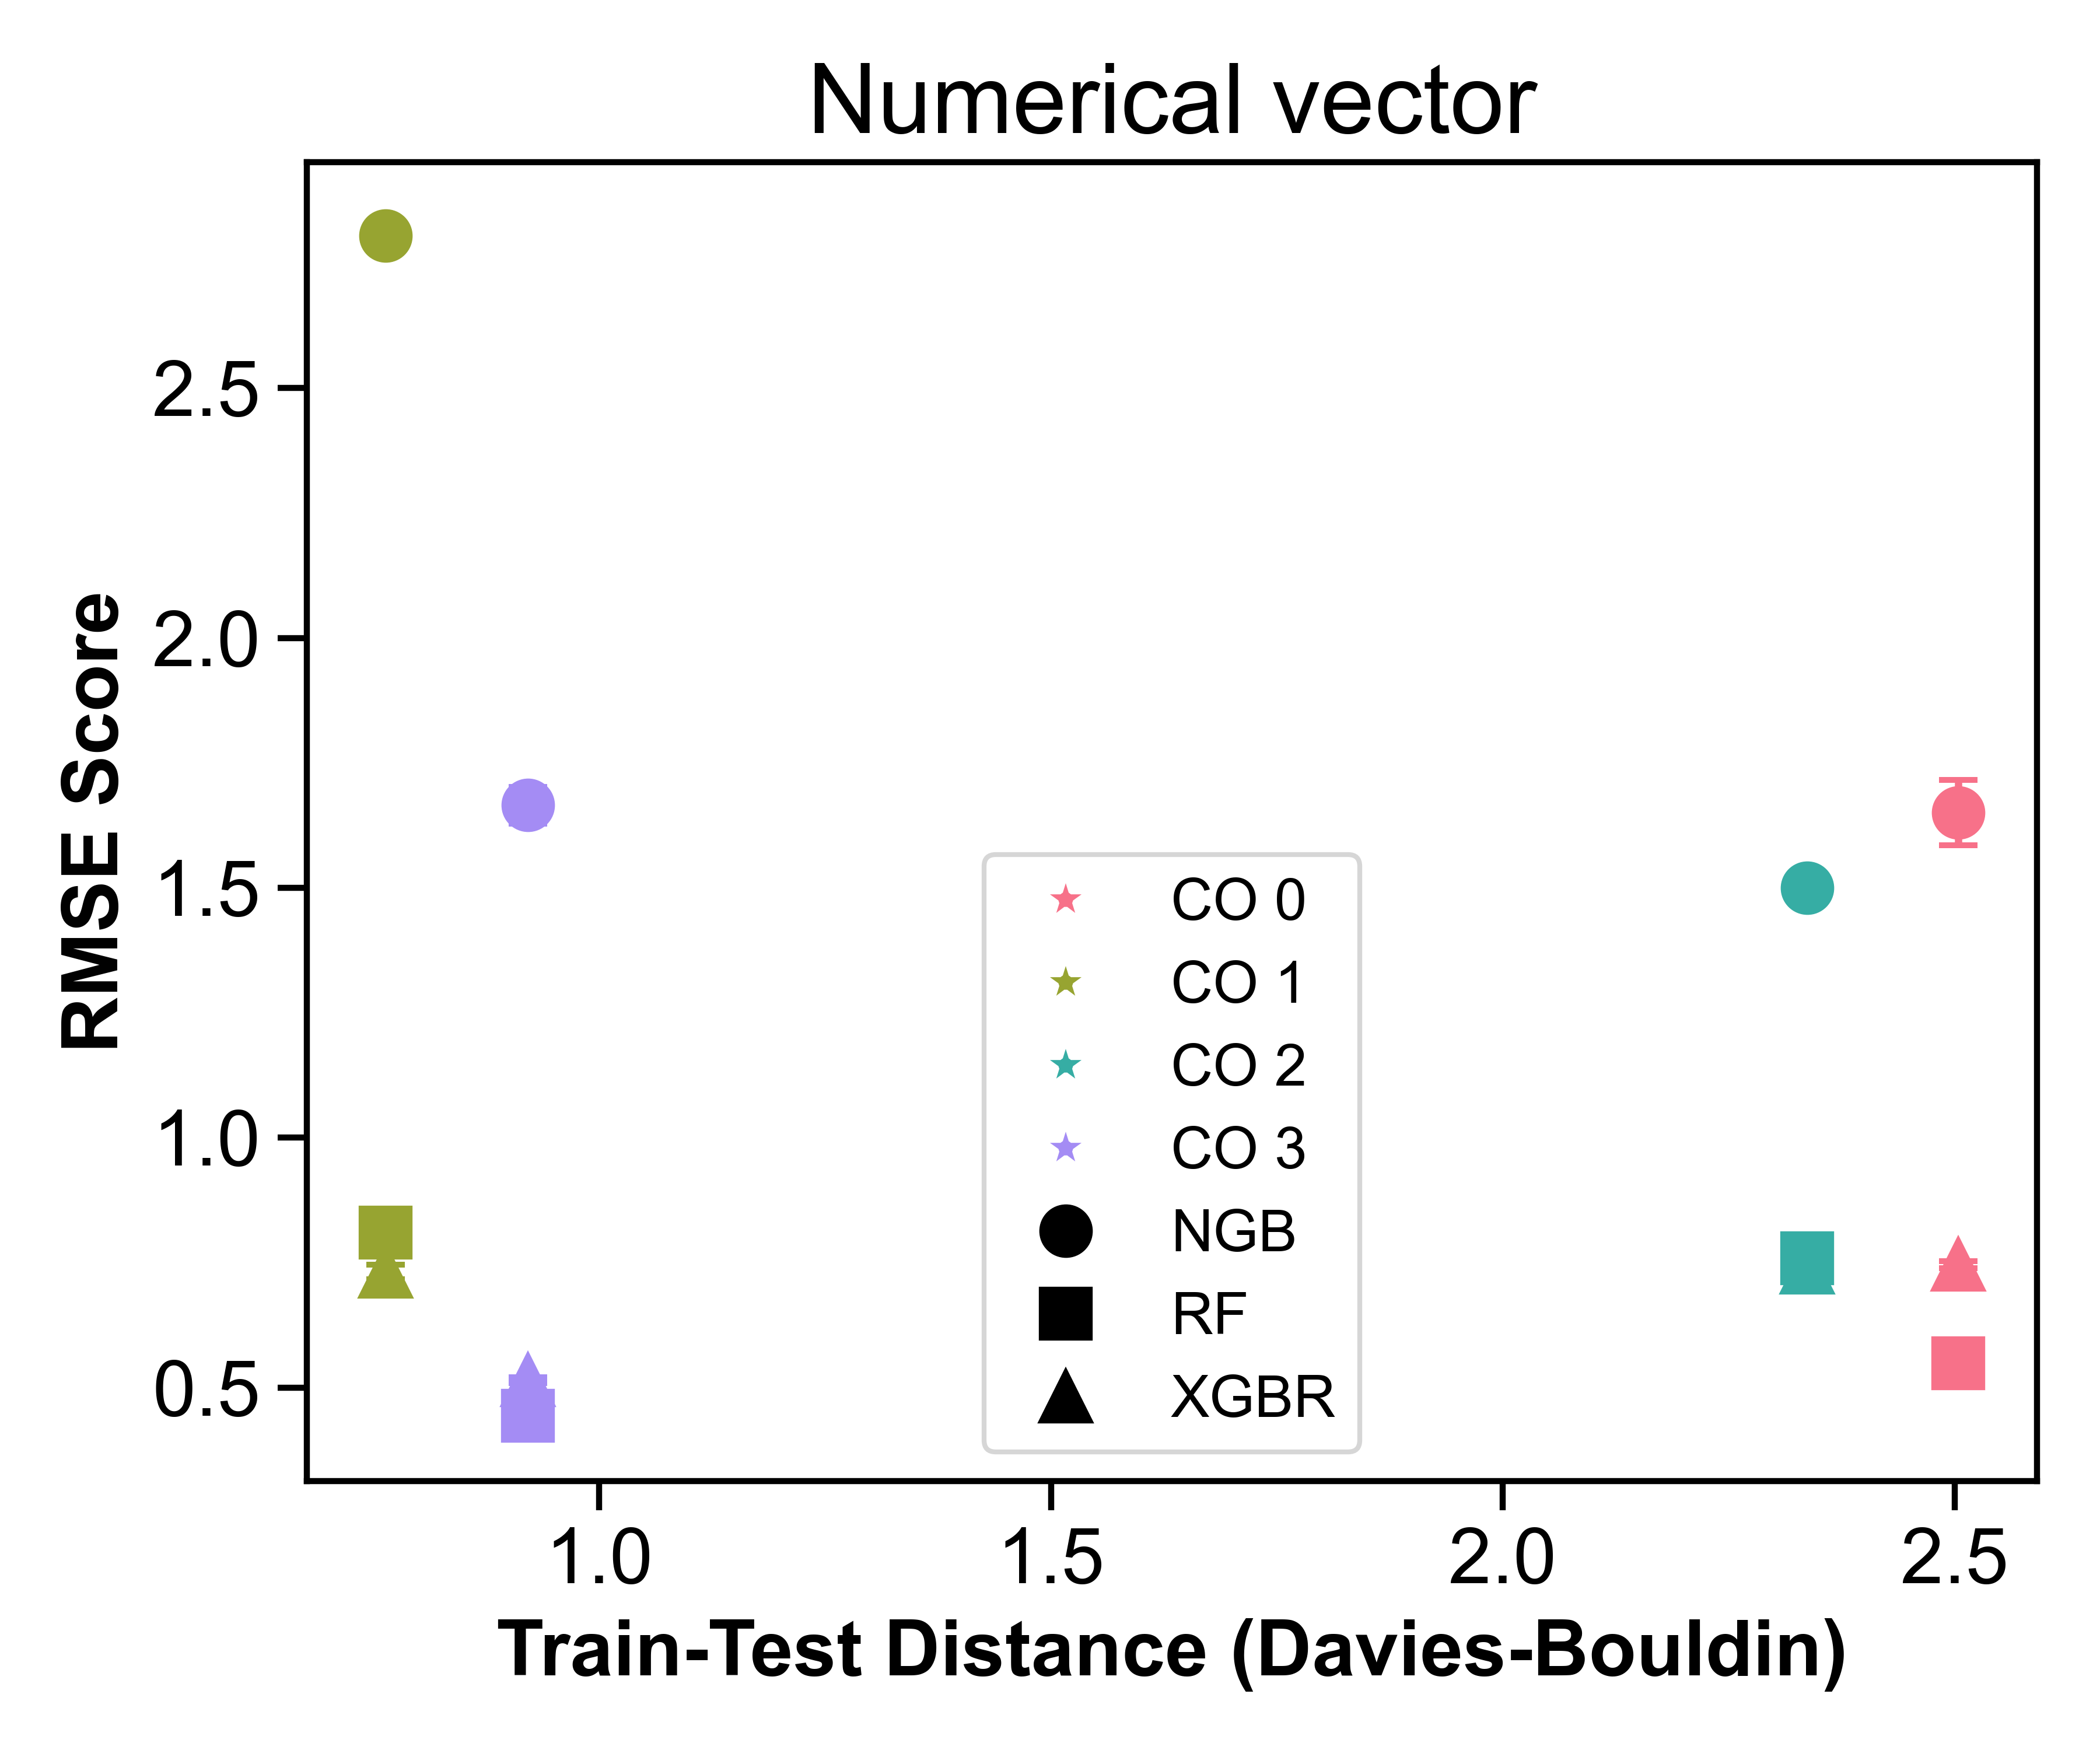 Numerical vector
RMSE Score
2.5
2.0
1.5
1.0
0.5
CO 0
CO 1
CO 2
CO 3
NGB
RF
XGBR
1.0 1.5 2.0 2.5
Train-Test Distance (Davies-Bouldin)